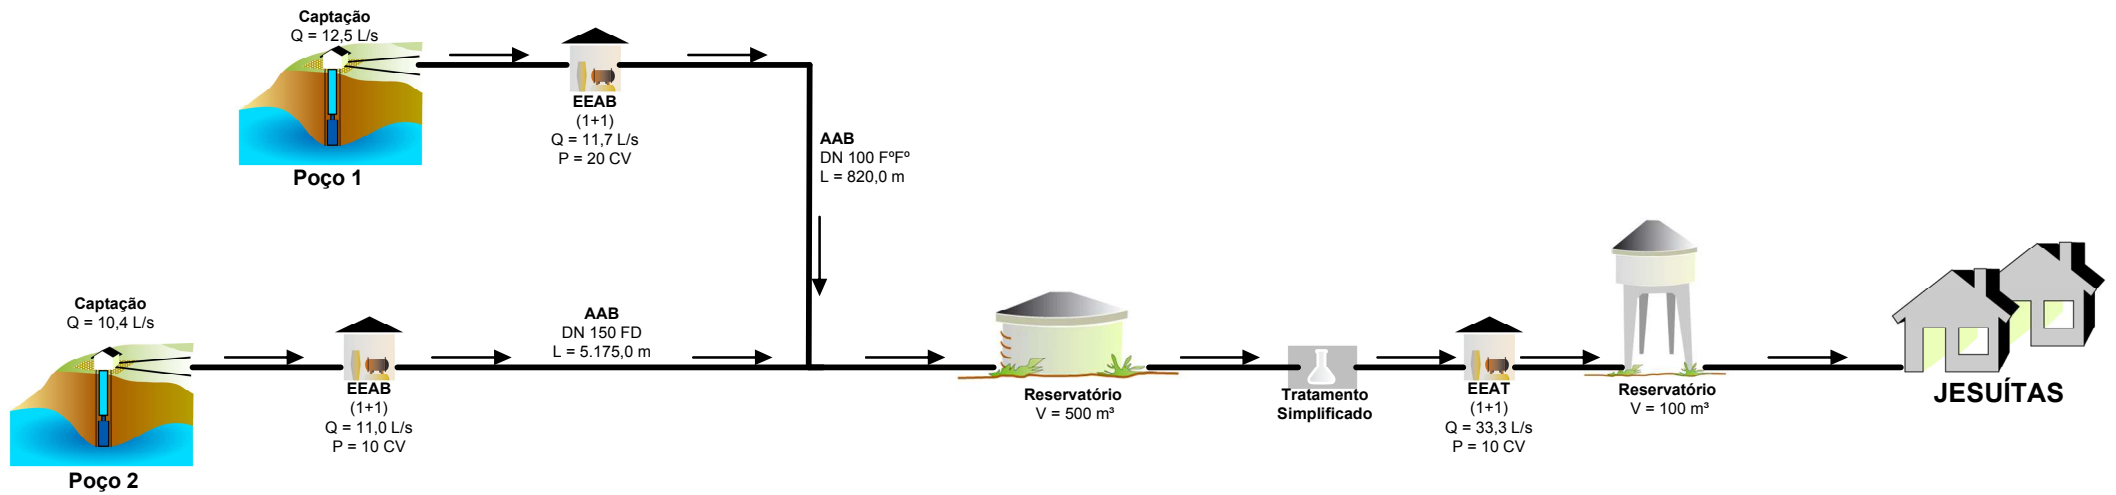 Captação
Q = 12,5 L/s
Poço 1
EEAB
(1+1)
Q = 11,7 L/s
P = 20 CV
AAB
DN 100 FºFº
L = 820,0 m
Captação
Q = 10,4 L/s
Poço 2
EEAB
(1+1)
Q = 11,0 L/s
P = 10 CV
AAB
DN 150 FD
L = 5.175,0 m
Reservatório
V = 500 m³
Tratamento
Simplificado
EEAT
(1+1)
Q = 33,3 L/s
P = 10 CV
Reservatório
V = 100 m³
JESUÍTAS